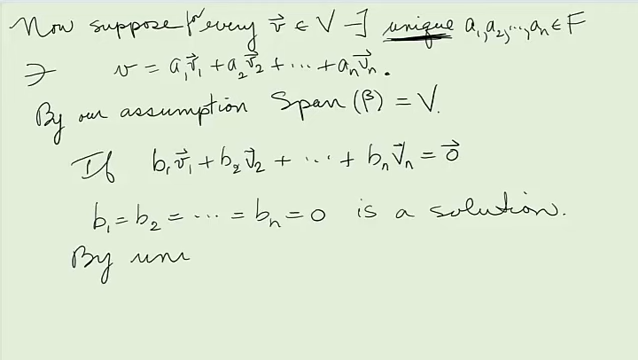 Now suppose for every v⃗ ∈ V ∃ unique a₁,a₂,...,aₙ ∈ F
∋ v = a₁v⃗₁ + a₂v⃗₂ + ... + aₙv⃗ₙ.
By our assumption Span(β) = V.
If b₁v⃗₁ + b₂v⃗₂ + ... + bₙv⃗ₙ = 0⃗
b₁ = b₂ = ... = bₙ = 0 is a solution.
By uni